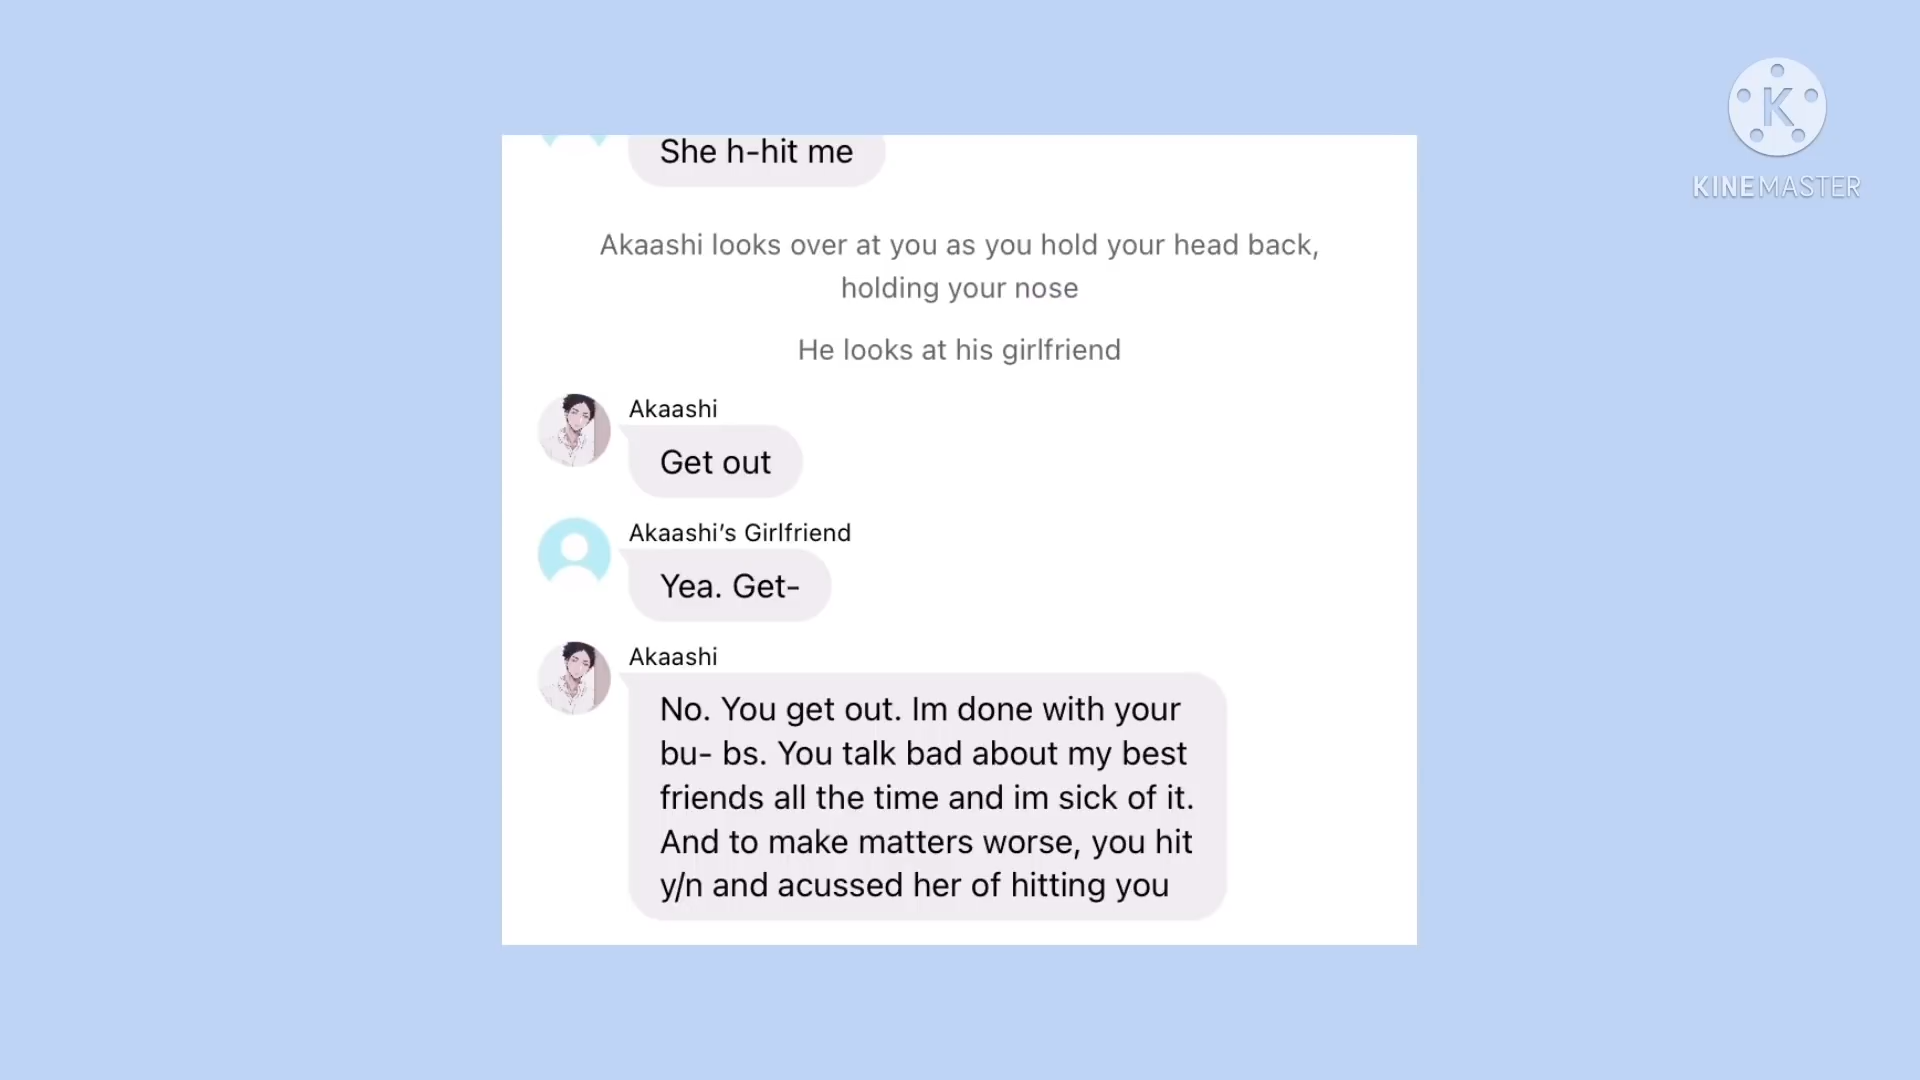 She h-hit me
Akaashi looks over at you as you hold your head back,
holding your nose
He looks at his girlfriend
Akaashi
Get out
Akaashi’s Girlfriend
Yea. Get-
Akaashi
No. You get out. Im done with your
bu- bs. You talk bad about my best
friends all the time and im sick of it.
And to make matters worse, you hit
y/n and acussed her of hitting you
K
KINEMASTER